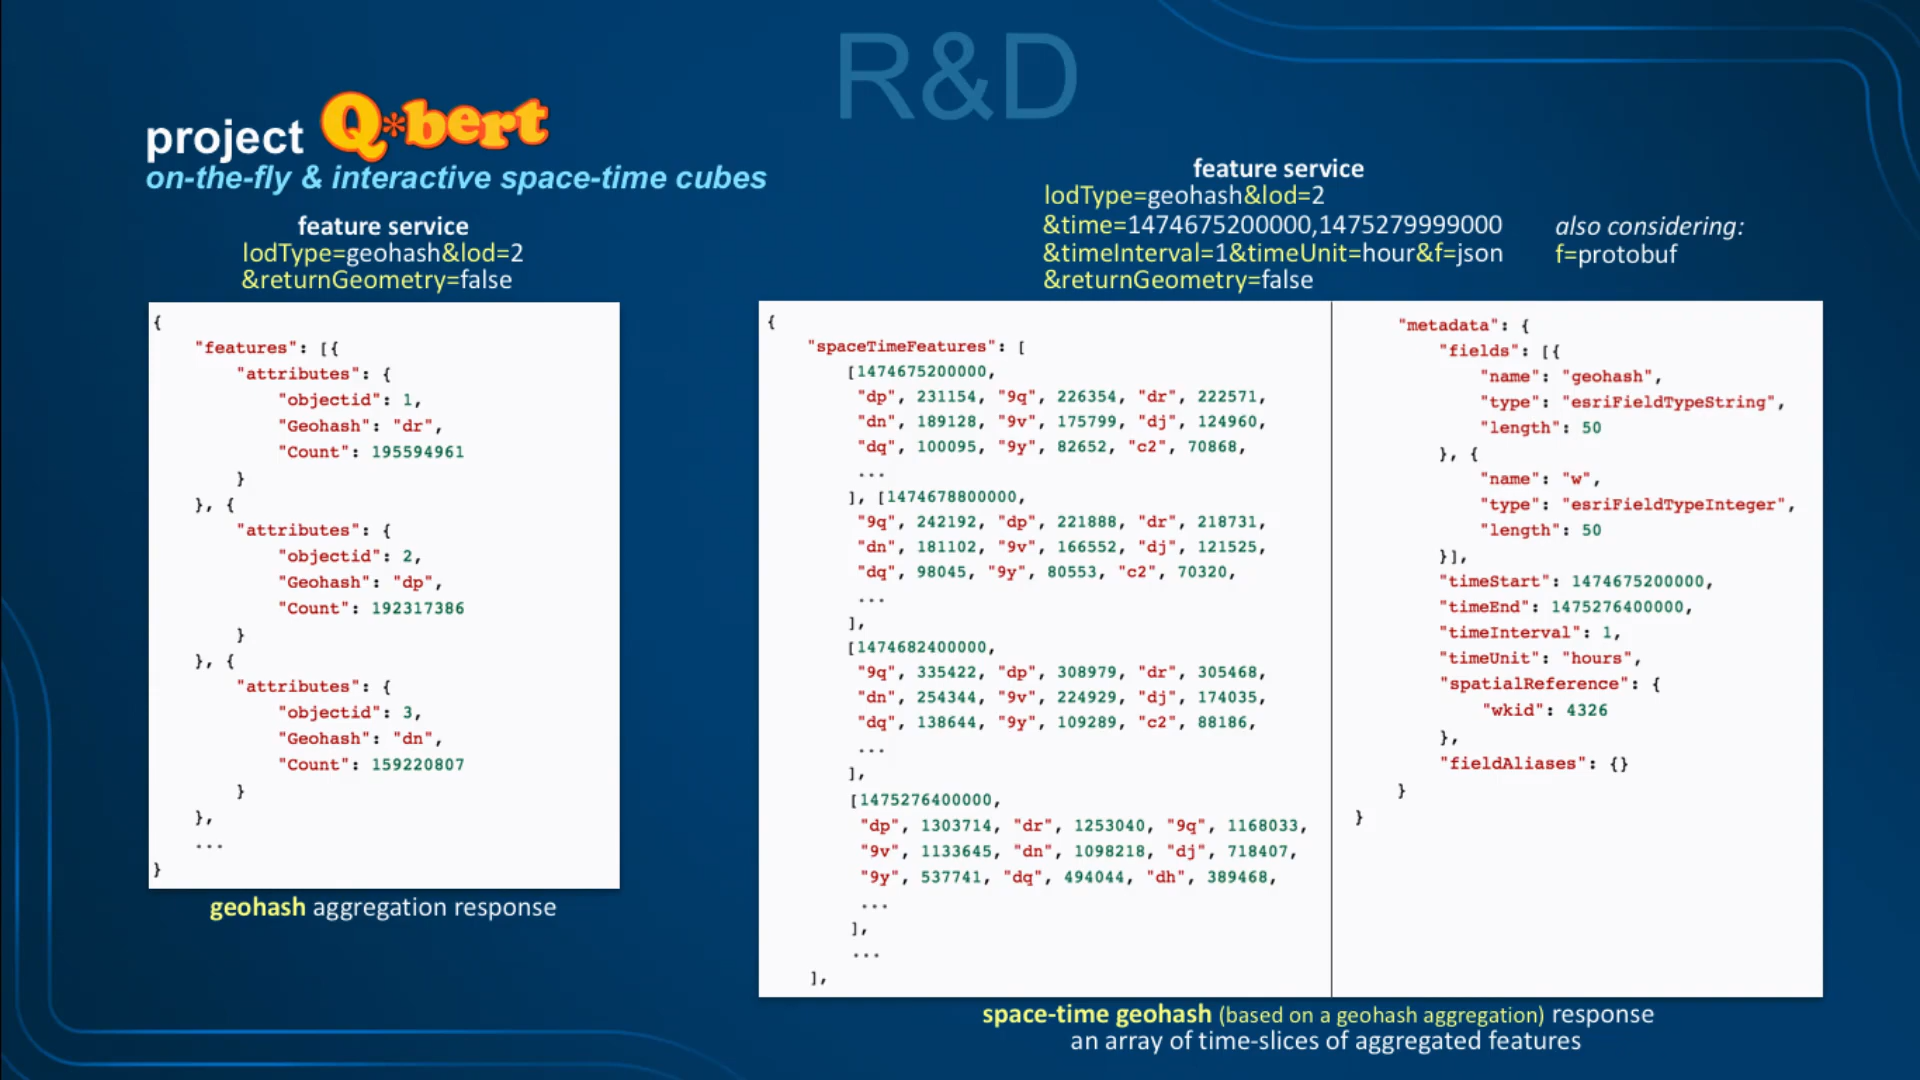 R&D
project Q*bert
on-the-fly & interactive space-time cubes
feature service
lodType=geohash&lod=2
&returnGeometry=false
{
"features": [{
"attributes": {
"objectid": 1,
"Geohash": "dr",
"Count": 195594961
}
}, {
"attributes": {
"objectid": 2,
"Geohash": "dp",
"Count": 192317386
}
}, {
"attributes": {
"objectid": 3,
"Geohash": "dn",
"Count": 159220807
}
},
...
}
geohash aggregation response
feature service
lodType=geohash&lod=2
&time=1474675200000,1475279999000
&timeInterval=1&timeUnit=hour&f=json
&returnGeometry=false
also considering:
f=protobuf
{
"spaceTimeFeatures": [
[1474675200000,
"dp", 231154, "9q", 226354, "dr", 222571,
"dn", 189128, "9v", 175799, "dj", 124960,
"dq", 100095, "9y", 82652, "c2", 70868,
...
], [1474678800000,
"9q", 242192, "dp", 221888, "dr", 218731,
"dn", 181102, "9v", 166552, "dj", 121525,
"dq", 98045, "9y", 80553, "c2", 70320,
...
],
[1474682400000,
"9q", 335422, "dp", 308979, "dr", 305468,
"dn", 254344, "9v", 224929, "dj", 174035,
"dq", 138644, "9y", 109289, "c2", 88186,
...
],
[1475276400000,
"dp", 1303714, "dr", 1253040, "9q", 1168033,
"9v", 1133645, "dn", 1098218, "dj", 718407,
"9y", 537741, "dq", 494044, "dh", 389468,
...
],
...
],
"metadata": {
"fields": [{
"name": "geohash",
"type": "esriFieldTypeString",
"length": 50
}, {
"name": "w",
"type": "esriFieldTypeInteger",
"length": 50
}],
"timeStart": 1474675200000,
"timeEnd": 1475276400000,
"timeInterval": 1,
"timeUnit": "hours",
"spatialReference": {
"wkid": 4326
},
"fieldAliases": {}
}
}
space-time geohash (based on a geohash aggregation) response
an array of time-slices of aggregated features